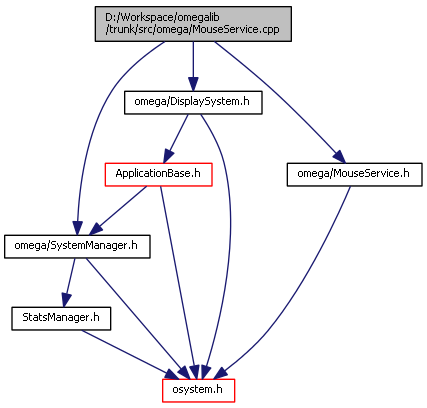 D:/Workspace/omegalib
/trunk/src/omega/MouseService.cpp
omega/DisplaySystem.h
ApplicationBase.h
omega/MouseService.h
omega/SystemManager.h
StatsManager.h
osystem.h